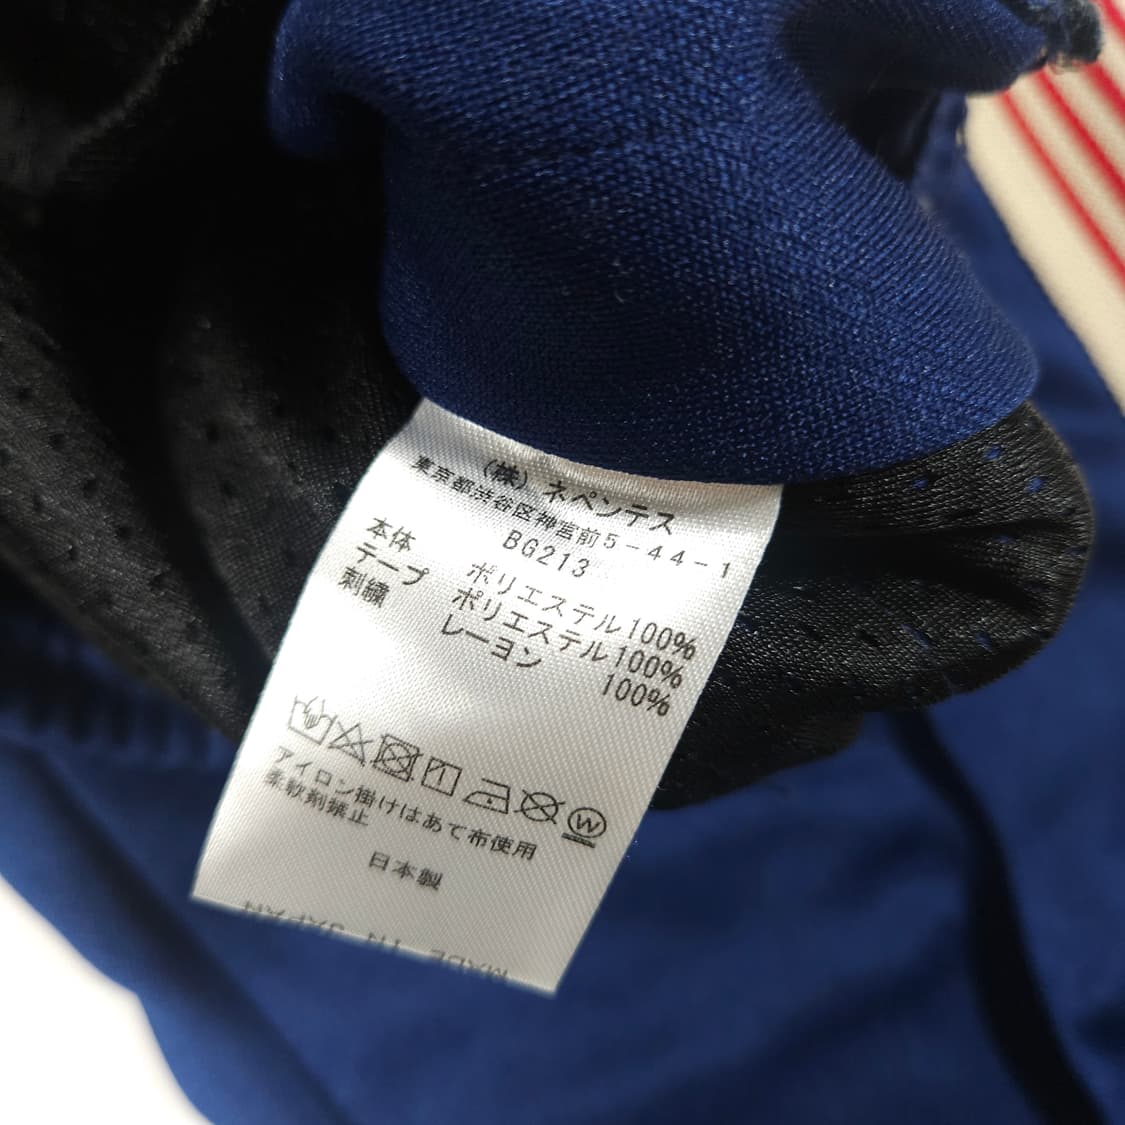 (株)ネペンテス
東京都渋谷区神宮前5-44-1
BG213
本体 ポリエステル100%
テープ ポリエステル100%
刺繍 レーヨン 100%
W
アイロン掛けはあて布使用
柔軟剤禁止
日本製
MADE IN JAPAN